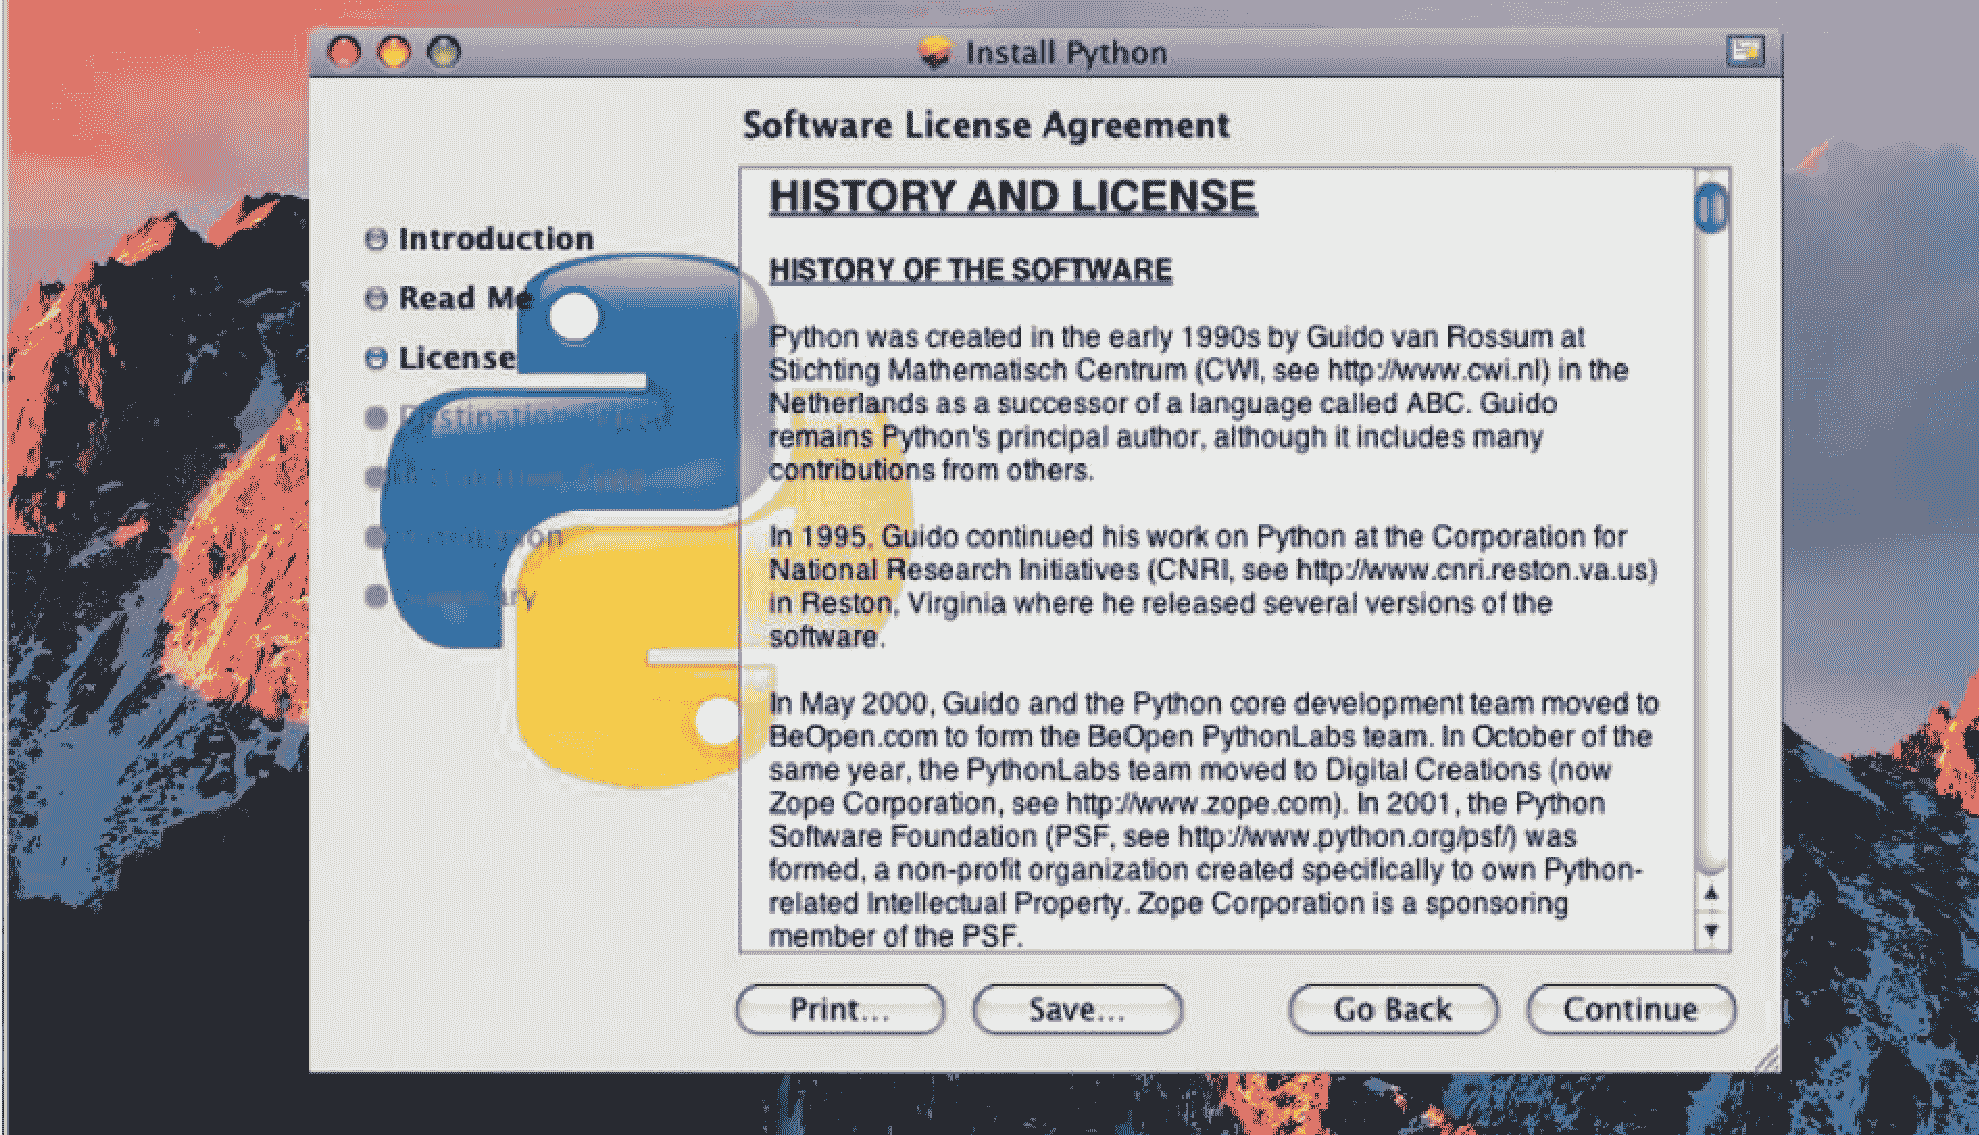 Install Python
Software License Agreement
Introduction
Read Me
License
HISTORY AND LICENSE
HISTORY OF THE SOFTWARE
Python was created in the early 1990s by Guido van Rossum at
Stichting Mathematisch Centrum (CWI, see http://www.cwi.nl) in the
Netherlands as a successor of a language called ABC. Guido
remains Python's principal author, although it includes many
contributions from others.
In 1995, Guido continued his work on Python at the Corporation for
National Research Initiatives (CNRI, see http://www.cnri.reston.va.us)
in Reston, Virginia where he released several versions of the
software.
In May 2000, Guido and the Python core development team moved to
BeOpen.com to form the BeOpen PythonLabs team. In October of the
same year, the PythonLabs team moved to Digital Creations (now
Zope Corporation, see http://www.zope.com). In 2001, the Python
Software Foundation (PSF, see http://www.python.org/psf/) was
formed, a non-profit organization created specifically to own Python-
related Intellectual Property. Zope Corporation is a sponsoring
member of the PSF.
Print...
Save...
Go Back
Continue